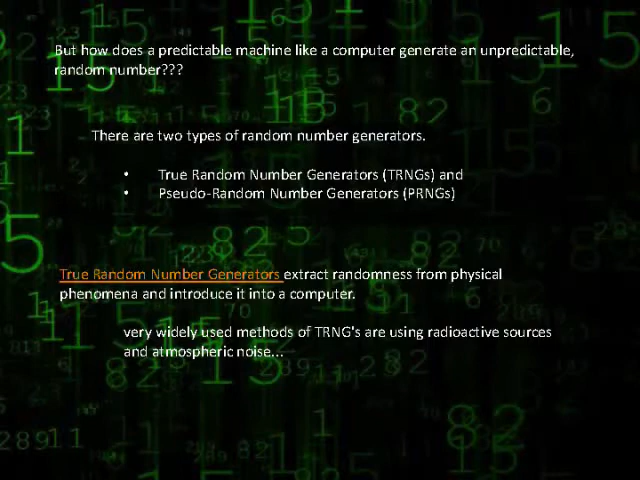 But how does a predictable machine like a computer generate an unpredictable,
random number???
There are two types of random number generators.
• True Random Number Generators (TRNGs) and
• Pseudo-Random Number Generators (PRNGs)
True Random Number Generators extract randomness from physical
phenomena and introduce it into a computer.
very widely used methods of TRNG's are using radioactive sources
and atmospheric noise...